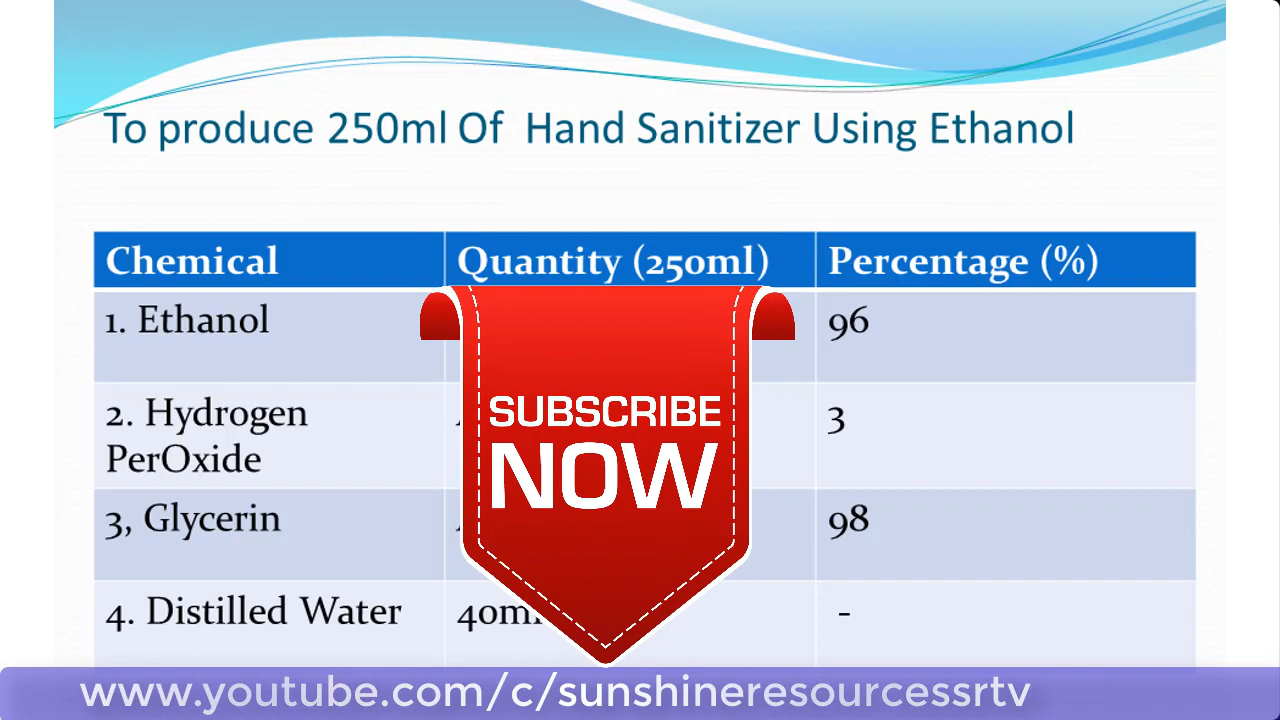 To produce 250ml Of Hand Sanitizer Using Ethanol
Chemical Quantity (250ml) Percentage (%)
1. Ethanol 96
2. Hydrogen 3
PerOxide
3, Glycerin 98
4. Distilled Water 40ml -
SUBSCRIBE
NOW
www.youtube.com/c/sunshineresourcessrtv